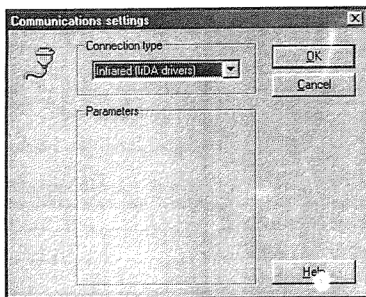 Communications settings
Connection type
Infrared (IrDA drivers)
OK
Cancel
Parameters
Help